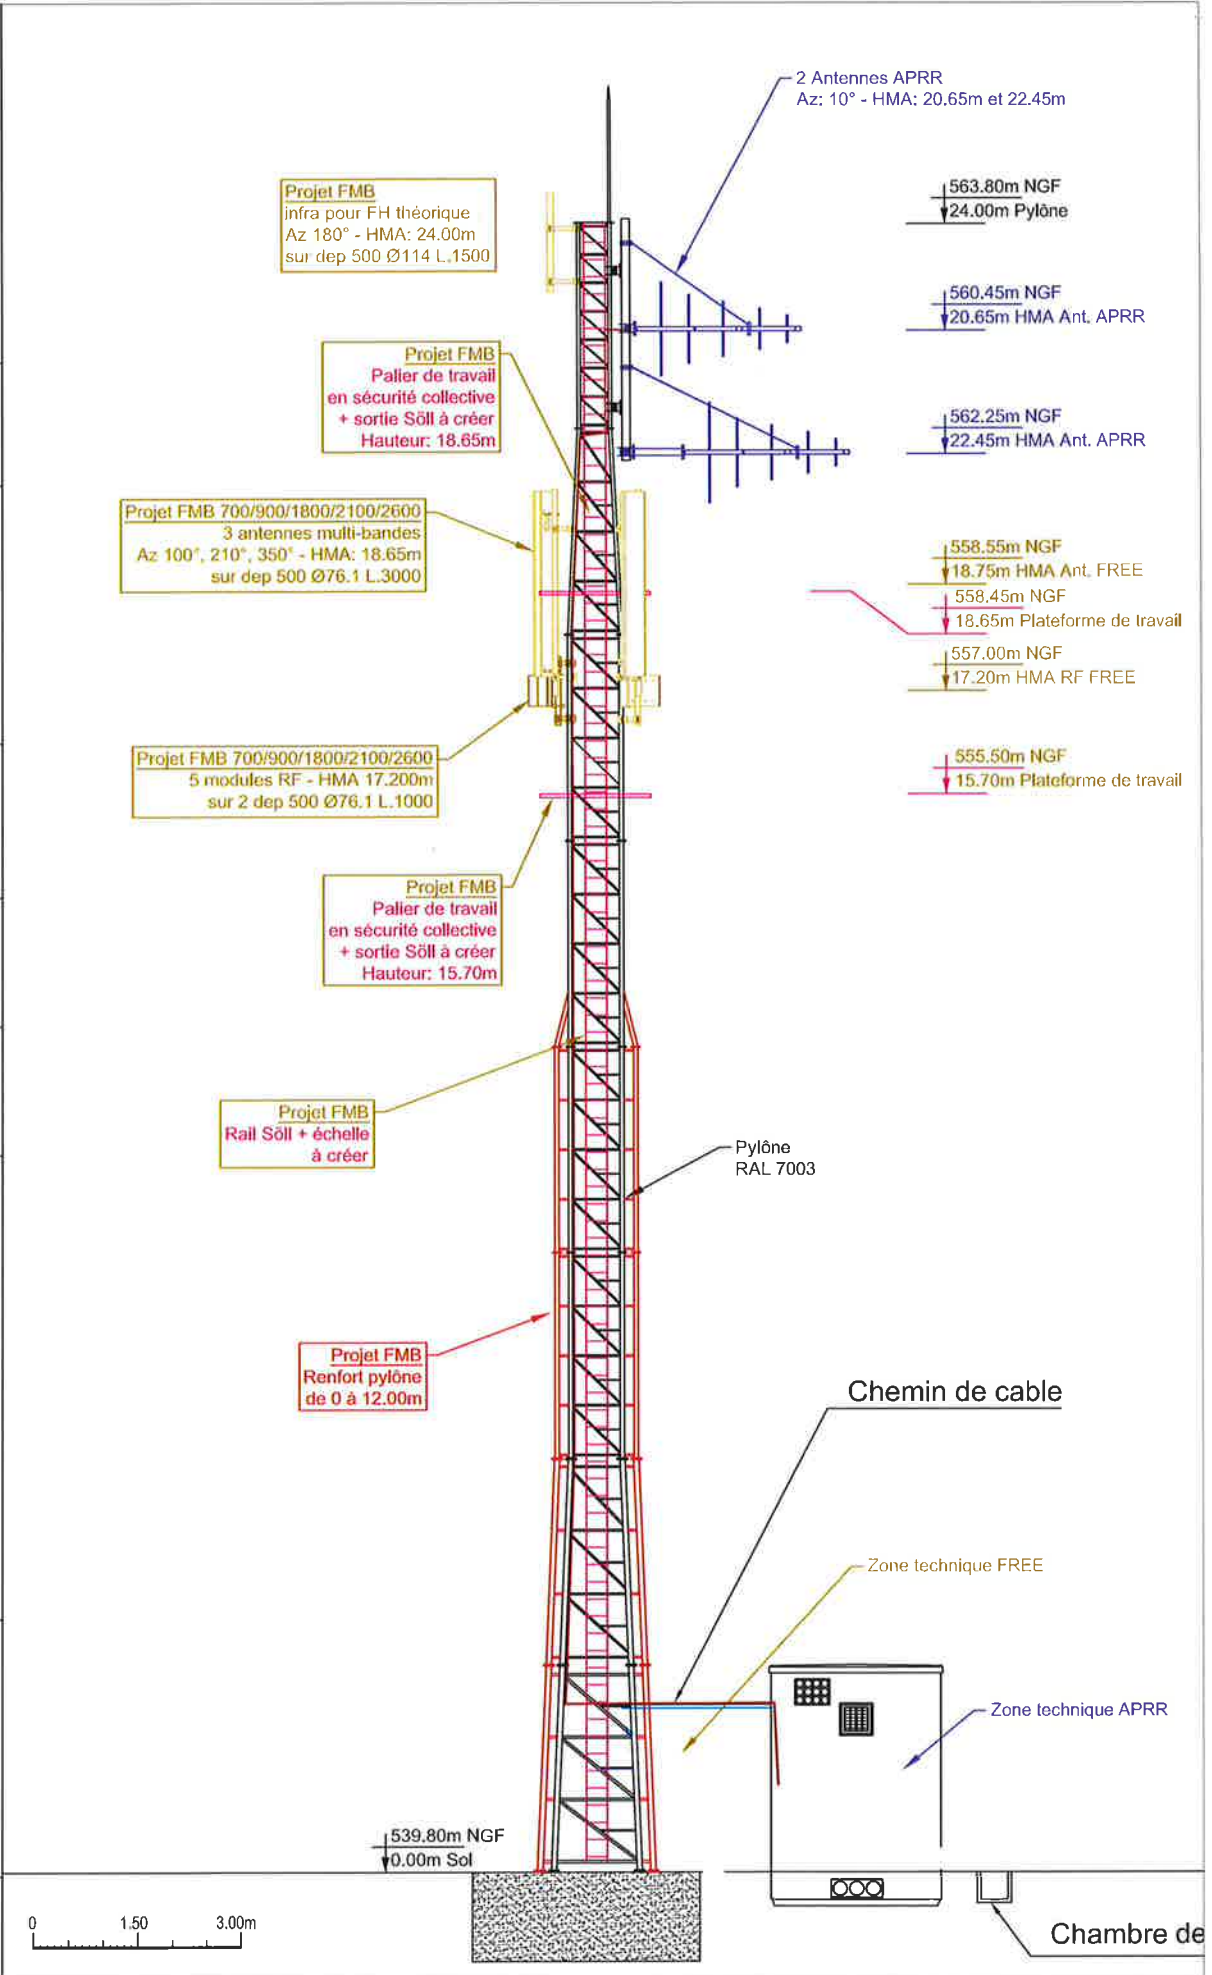 2 Antennes APRR
Az: 10° - HMA: 20.65m et 22.45m
Projet FMB
infra pour FH théorique
Az 180° - HMA: 24.00m
sur dep 500 Ø114 L.1500
563.80m NGF
24.00m Pylône
560.45m NGF
20.65m HMA Ant. APRR
Projet FMB
Palier de travail
en sécurité collective
+ sortie Söll à créer
Hauteur: 18.65m
562.25m NGF
22.45m HMA Ant. APRR
Projet FMB 700/900/1800/2100/2600
3 antennes multi-bandes
Az 100°, 210°, 350° - HMA: 18.65m
sur dep 500 Ø76.1 L.3000
558.55m NGF
18.75m HMA Ant. FREE
558.45m NGF
18.65m Plateforme de travail
557.00m NGF
17.20m HMA RF FREE
Projet FMB 700/900/1800/2100/2600
5 modules RF - HMA 17.200m
sur 2 dep 500 Ø76.1 L.1000
555.50m NGF
15.70m Plateforme de travail
Projet FMB
Palier de travail
en sécurité collective
+ sortie Söll à créer
Hauteur: 15.70m
Projet FMB
Rail Söll + échelle
à créer
Pylône
RAL 7003
Projet FMB
Renfort pylône
de 0 à 12.00m
Chemin de cable
Zone technique FREE
Zone technique APRR
539.80m NGF
0.00m Sol
0 1.50 3.00m
Chambre de